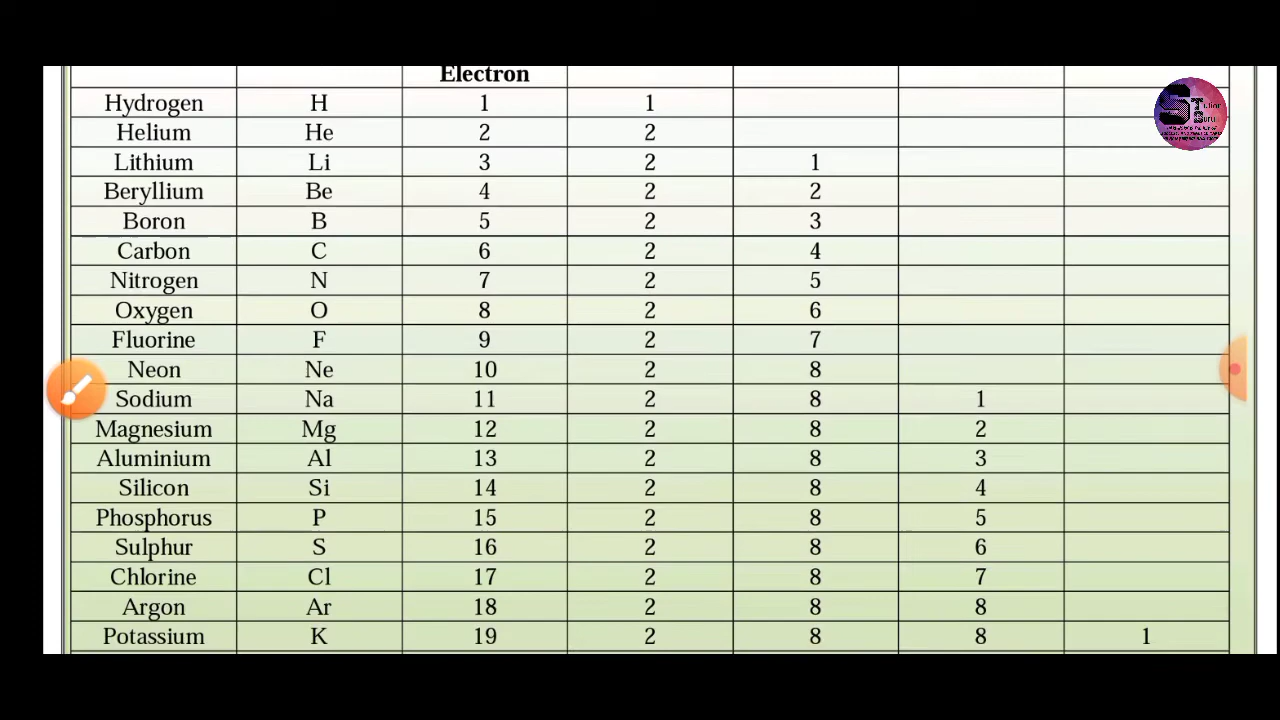 Electron
Hydrogen H 1 1
Helium He 2 2
Lithium Li 3 2 1
Beryllium Be 4 2 2
Boron B 5 2 3
Carbon C 6 2 4
Nitrogen N 7 2 5
Oxygen O 8 2 6
Fluorine F 9 2 7
Neon Ne 10 2 8
Sodium Na 11 2 8 1
Magnesium Mg 12 2 8 2
Aluminium Al 13 2 8 3
Silicon Si 14 2 8 4
Phosphorus P 15 2 8 5
Sulphur S 16 2 8 6
Chlorine Cl 17 2 8 7
Argon Ar 18 2 8 8
Potassium K 19 2 8 8 1